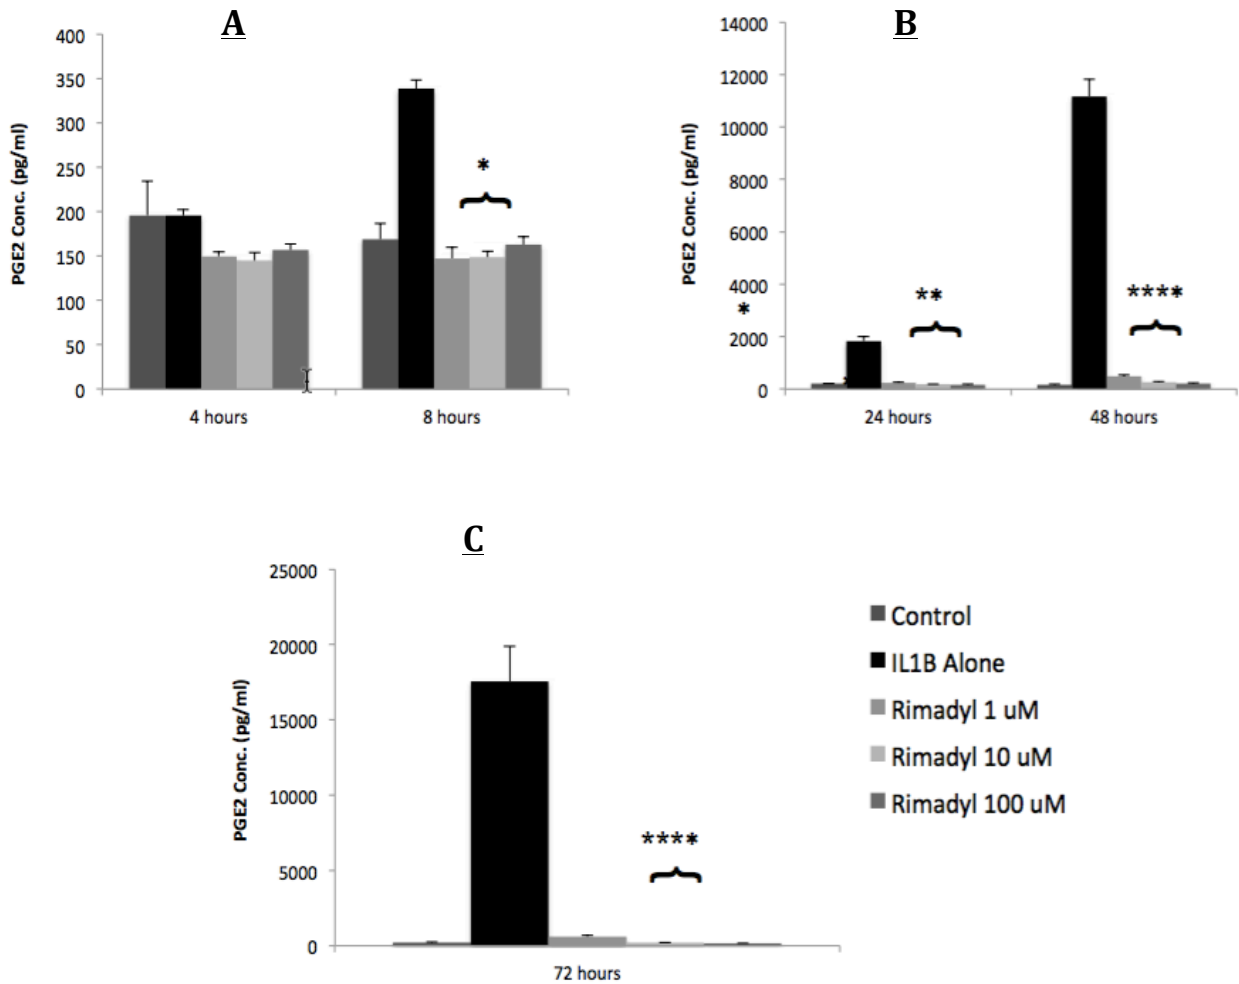 A
PGE2 Conc. (pg/ml)
400
350
300
250
200
150
100
50
0
*
4 hours
8 hours
B
PGE2 Conc. (pg/ml)
14000
12000
10000
8000
6000
4000
2000
0
*
**
****
24 hours
48 hours
C
PGE2 Conc. (pg/ml)
25000
20000
15000
10000
5000
0
****
72 hours
Control
IL1B Alone
Rimadyl 1 uM
Rimadyl 10 uM
Rimadyl 100 uM